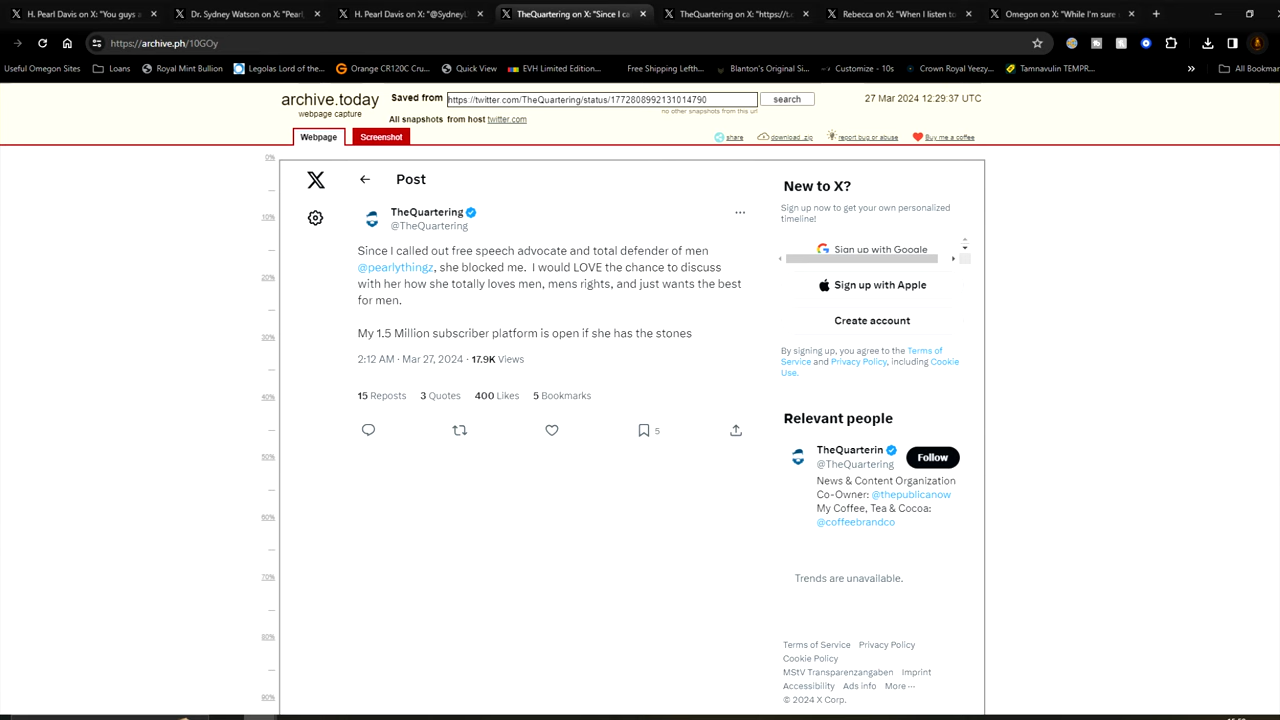 H. Pearl Davis on X: "You guys a
Dr. Sydney Watson on X: "Pearl,
H. Pearl Davis on X: "@SydneyL
TheQuartering on X: "Since I ca
TheQuartering on X: "https://t.c
Rebecca on X: "When I listen to
Omegon on X: "While I'm sure
https://archive.ph/10GOy
Useful Omegon Sites
Loans
Royal Mint Bullion
Legolas Lord of the...
Orange CR120C Cru...
Quick View
EVH Limited Edition...
Free Shipping Lefth...
Blanton's Original Si...
Customize - 10s
Crown Royal Yeezy...
Tamnavulin TEMPR...
»
All Bookmar
archive.today
webpage capture
Saved from
https://twitter.com/TheQuartering/status/1772808992131014790
search
27 Mar 2024 12:29:37 UTC
no other snapshots from this url
All snapshots from host twitter.com
Webpage
Screenshot
share
download .zip
report bug or abuse
Buy me a coffee
0%
10%
20%
30%
40%
50%
60%
70%
80%
90%
Post
TheQuartering
@TheQuartering
Since I called out free speech advocate and total defender of men
@pearlythingz, she blocked me. I would LOVE the chance to discuss
with her how she totally loves men, mens rights, and just wants the best
for men.
My 1.5 Million subscriber platform is open if she has the stones
2:12 AM · Mar 27, 2024 · 17.9K Views
15 Reposts 3 Quotes 400 Likes 5 Bookmarks
5
New to X?
Sign up now to get your own personalized
timeline!
Sign up with Google
Sign up with Apple
Create account
By signing up, you agree to the Terms of
Service and Privacy Policy, including Cookie
Use.
Relevant people
TheQuarterin
@TheQuartering
Follow
News & Content Organization
Co-Owner: @thepublicanow
My Coffee, Tea & Cocoa:
@coffeebrandco
Trends are unavailable.
Terms of Service Privacy Policy
Cookie Policy
MStV Transparenzangaben Imprint
Accessibility Ads info More ···
© 2024 X Corp.